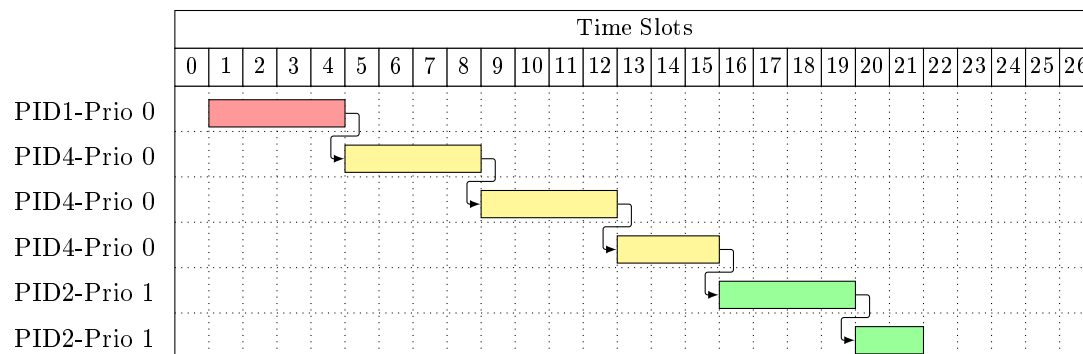 Time Slots
0 1 2 3 4 5 6 7 8 9 10 11 12 13 14 15 16 17 18 19 20 21 22 23 24 25 26
PID1-Prio 0
PID4-Prio 0
PID4-Prio 0
PID4-Prio 0
PID2-Prio 1
PID2-Prio 1